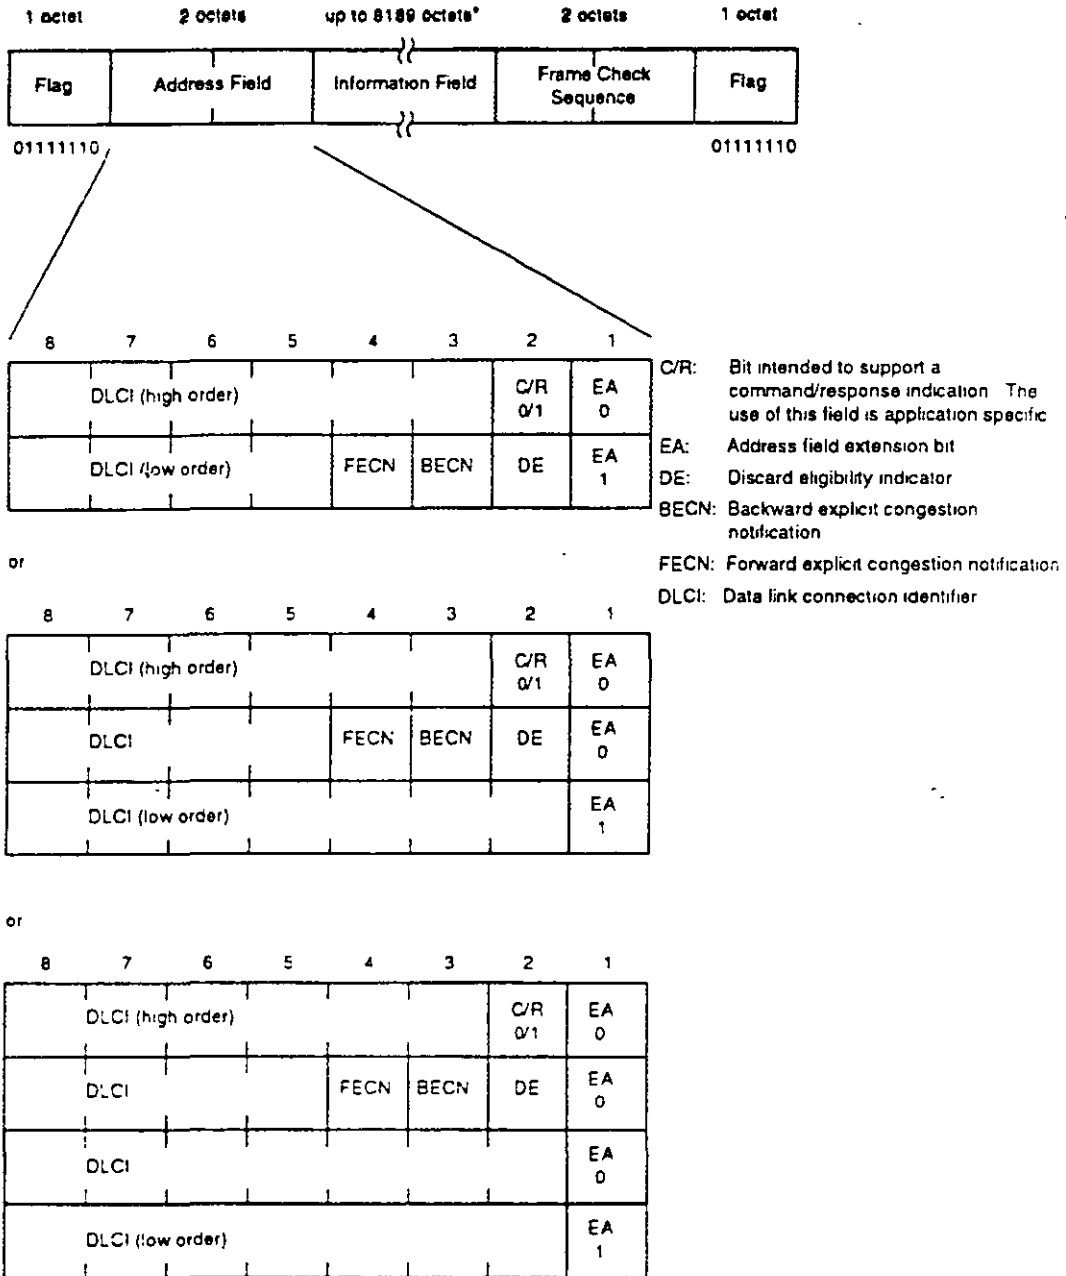 1 octet 2 octets up to 8189 octets* 2 octets 1 octet
Flag Address Field Information Field Frame Check Sequence Flag
01111110 01111110
8 7 6 5 4 3 2 1
DLCI (high order) C/R 0/1 EA 0
DLCI (low order) FECN BECN DE EA 1
C/R: Bit intended to support a
command/response indication The
use of this field is application specific
EA: Address field extension bit
DE: Discard eligibility indicator
BECN: Backward explicit congestion
notification
FECN: Forward explicit congestion notification
DLCI: Data link connection identifier
or
8 7 6 5 4 3 2 1
DLCI (high order) C/R 0/1 EA 0
DLCI FECN BECN DE EA 0
DLCI (low order) EA 1
or
8 7 6 5 4 3 2 1
DLCI (high order) C/R 0/1 EA 0
DLCI FECN BECN DE EA 0
DLCI EA 0
DLCI (low order) EA 1